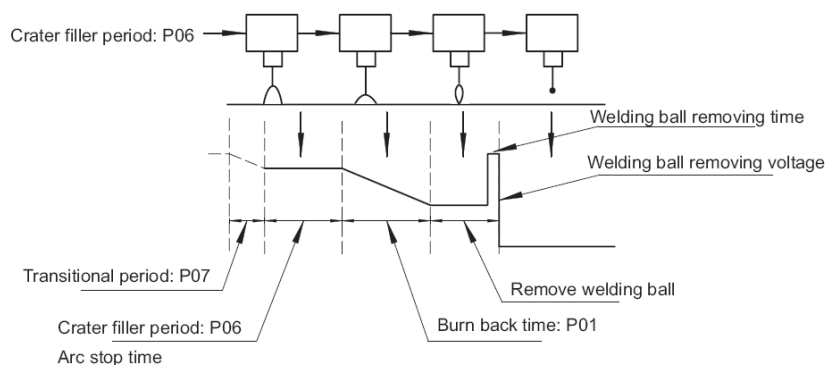 Crater filler period: P06
Welding ball removing time
Welding ball removing voltage
Transitional period: P07
Remove welding ball
Crater filler period: P06
Burn back time: P01
Arc stop time